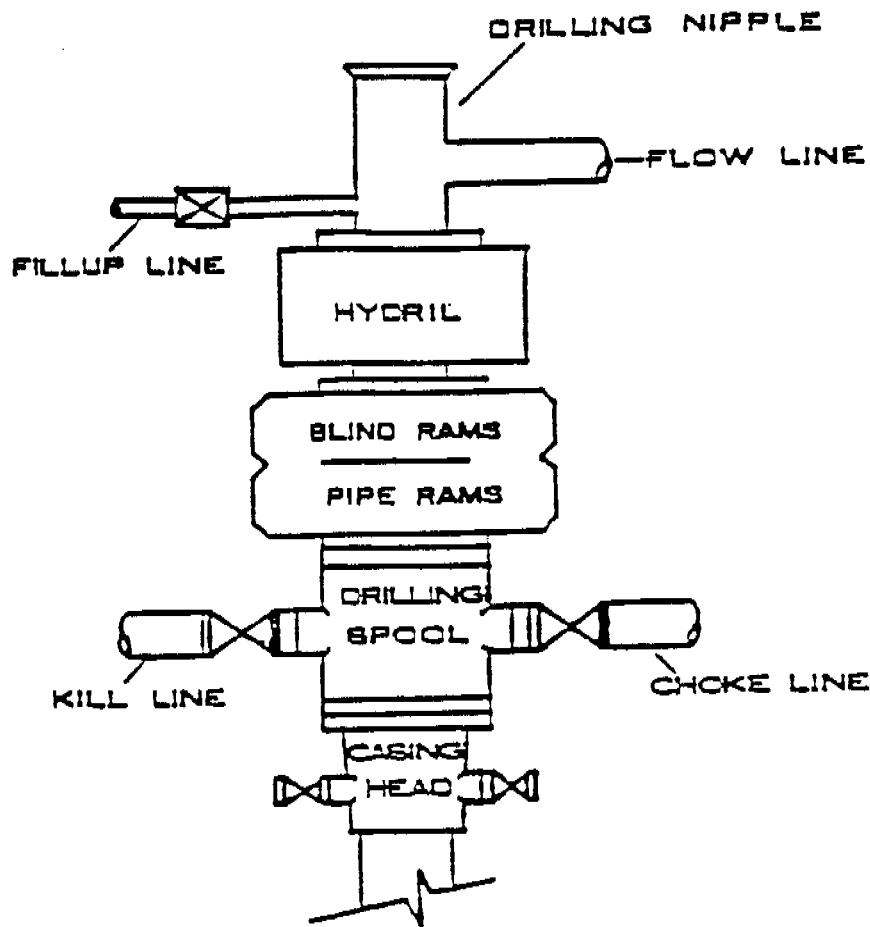 DRILLING NIPPLE
FLOW LINE
FILLUP LINE
HYDRIL
BLIND RAMS
PIPE RAMS
DRILLING
SPOOL
KILL LINE
CHOKE LINE
CASING
HEAD